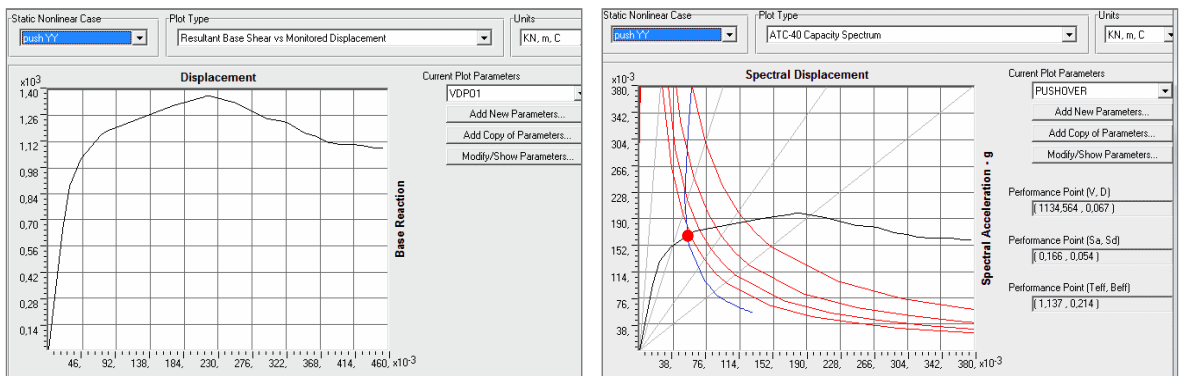 Static Nonlinear Case
Plot Type
Units
push YY
Resultant Base Shear vs Monitored Displacement
KN, m, C
Displacement
x10^3
1,40
1,26
1,12
0,98
0,84
0,70
0,56
0,42
0,28
0,14
46, 92, 138, 184, 230, 276, 322, 368, 414, 460, x10^-3
Base Reaction
Current Plot Parameters
VDPO1
Add New Parameters...
Add Copy of Parameters...
Modify/Show Parameters...
Static Nonlinear Case
Plot Type
Units
push YY
ATC-40 Capacity Spectrum
KN, m, C
Spectral Displacement
x10^-3
380,
342,
304,
266,
228,
190,
152,
114,
76,
38,
38, 76, 114, 152, 190, 228, 266, 304, 342, 380, x10^-3
Spectral Acceleration - g
Current Plot Parameters
PUSHOVER
Add New Parameters...
Add Copy of Parameters...
Modify/Show Parameters...
Performance Point (V, D)
( 1134,564 , 0,067 )
Performance Point (Sa, Sd)
( 0,166 , 0,054 )
Performance Point (Teff, Beff)
( 1,137 , 0,214 )